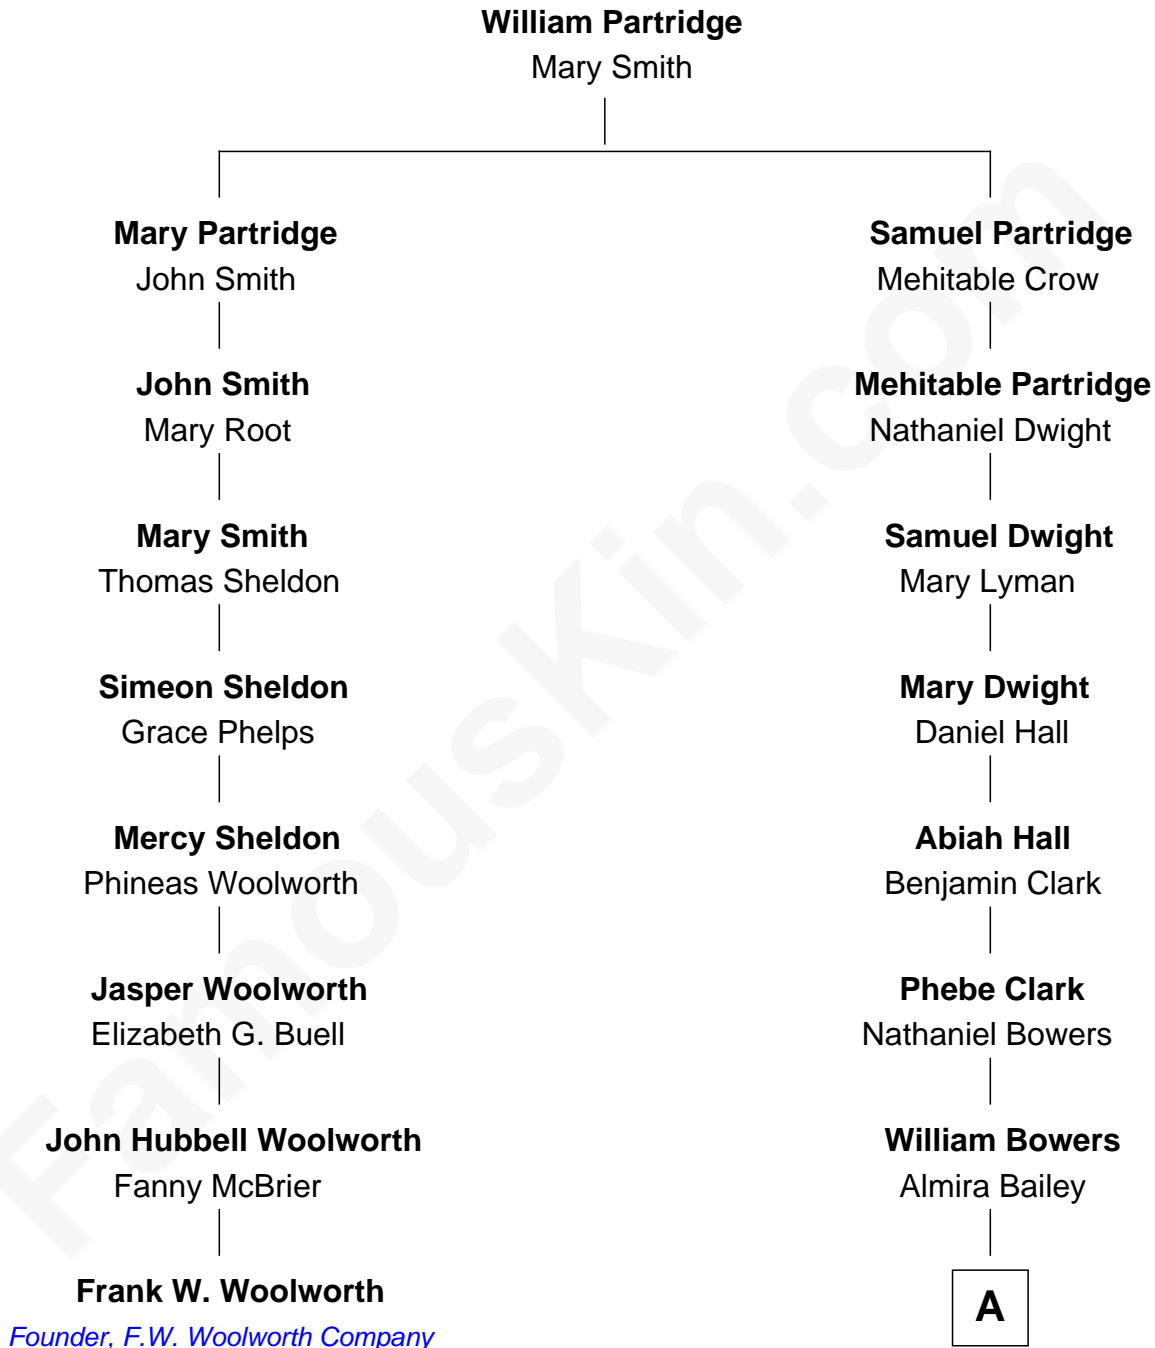 William Partridge
Mary Smith
Mary Partridge
John Smith
Samuel Partridge
Mehitable Crow
John Smith
Mary Root
Mehitable Partridge
Nathaniel Dwight
Mary Smith
Thomas Sheldon
Samuel Dwight
Mary Lyman
Simeon Sheldon
Grace Phelps
Mary Dwight
Daniel Hall
Mercy Sheldon
Phineas Woolworth
Abiah Hall
Benjamin Clark
Jasper Woolworth
Elizabeth G. Buell
Phebe Clark
Nathaniel Bowers
John Hubbell Woolworth
Fanny McBrier
William Bowers
Almira Bailey
Frank W. Woolworth
Founder, F.W. Woolworth Company
A
FamousKin.com